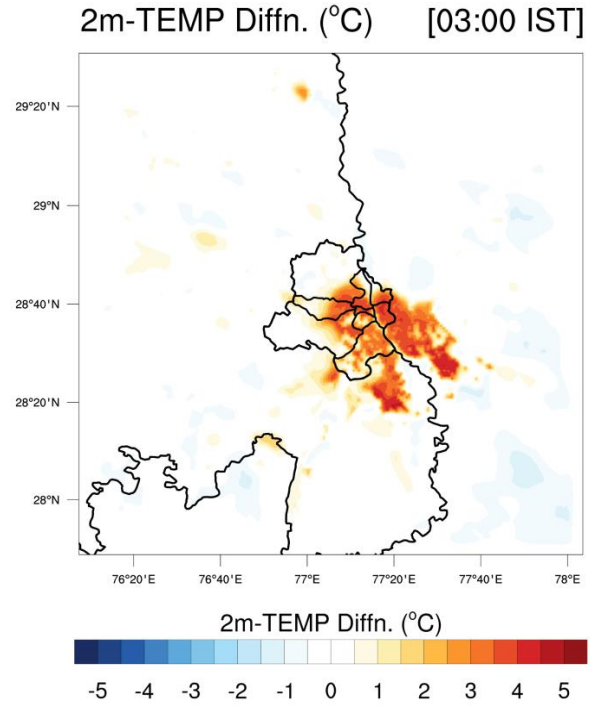 2m-TEMP Diffn. (°C) [03:00 IST]
29°20'N
29°N
28°40'N
28°20'N
28°N
76°20'E 76°40'E 77°E 77°20'E 77°40'E 78°E
2m-TEMP Diffn. (°C)
-5 -4 -3 -2 -1 0 1 2 3 4 5